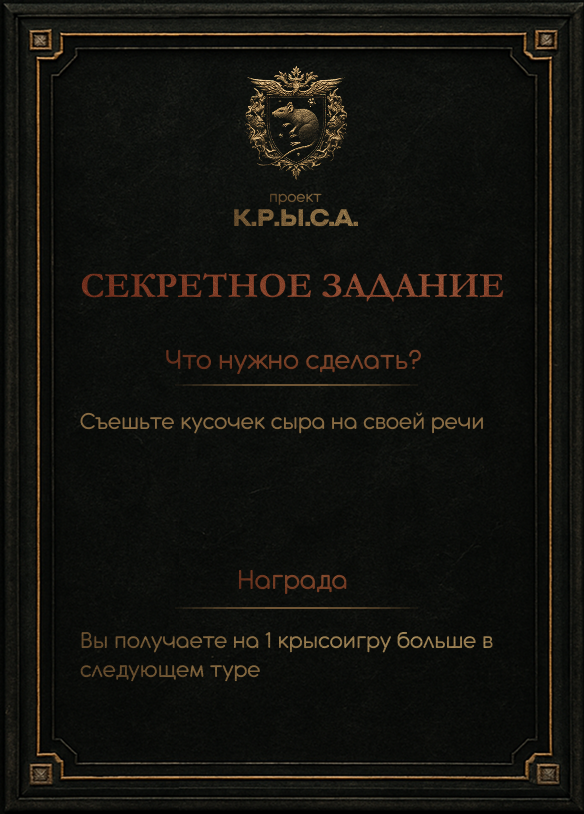 проект
К.Р.Ы.С.А.
СЕКРЕТНОЕ ЗАДАНИЕ
Что нужно сделать?
Съешьте кусочек сыра на своей речи
Награда
Вы получаете на 1 крысоигру больше в
следующем туре